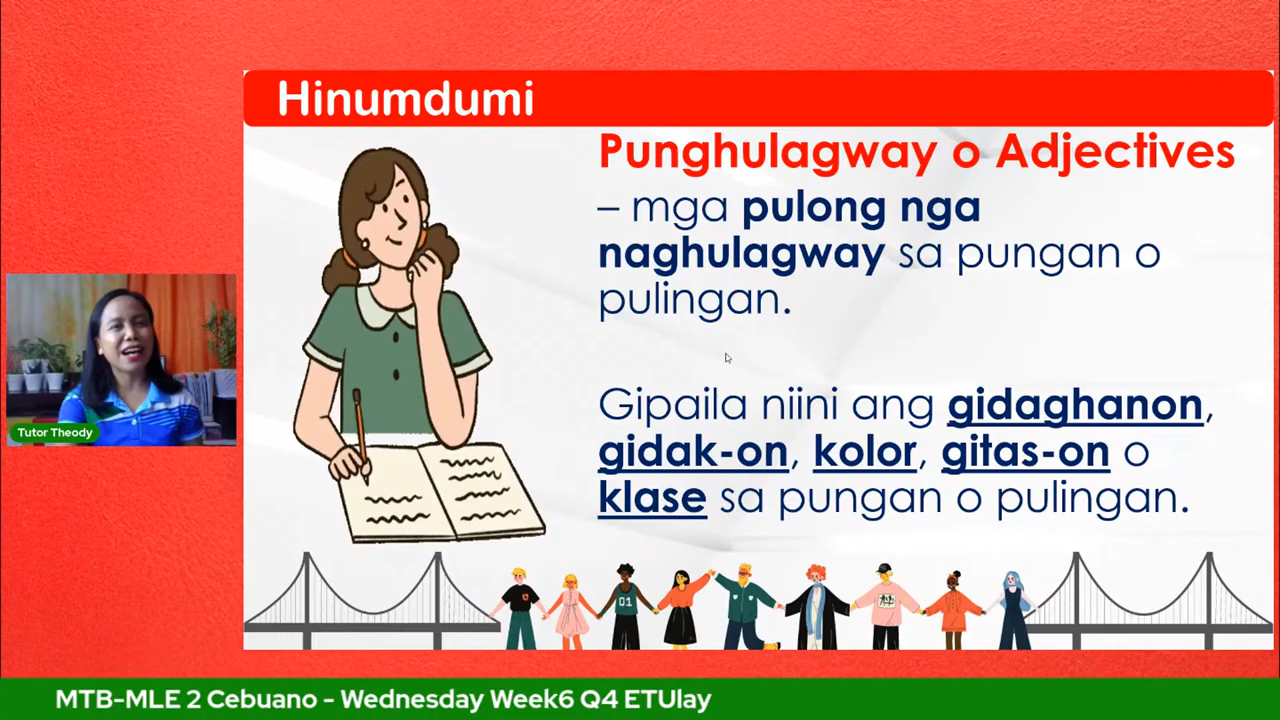 Hinumdumi
Punghulagway o Adjectives
– mga pulong nga
naghulagway sa pungan o
pulingan.
Gipaila niini ang gidaghanon,
gidak-on, kolor, gitas-on o
klase sa pungan o pulingan.
Tutor Theody
01
MTB-MLE 2 Cebuano - Wednesday Week6 Q4 ETUlay